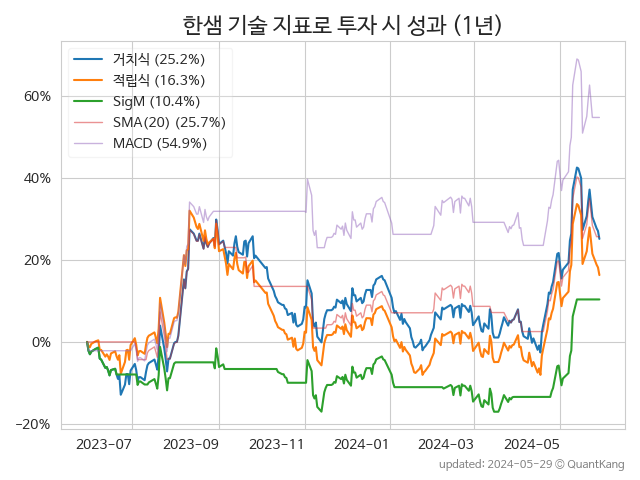 한샘 기술 지표로 투자 시 성과 (1년)
거치식 (25.2%)
적립식 (16.3%)
SigM (10.4%)
SMA(20) (25.7%)
MACD (54.9%)
60%
40%
20%
0%
−20%
2023-07 2023-09 2023-11 2024-01 2024-03 2024-05
updated: 2024-05-29 © QuantKang